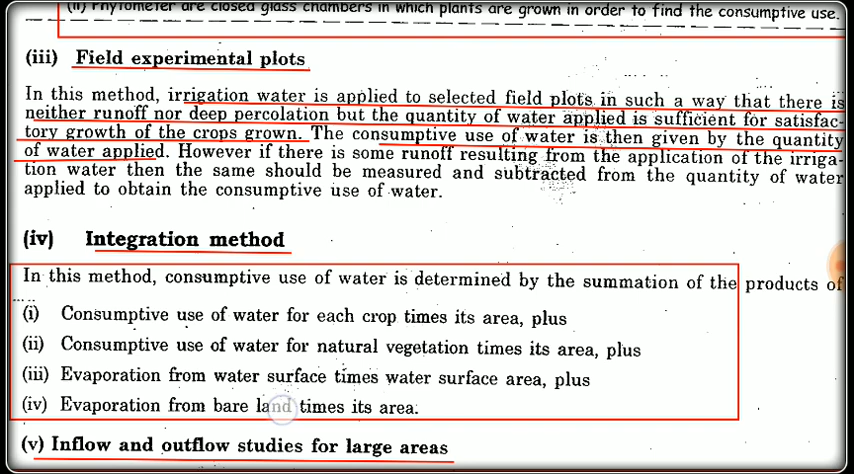 (ii) Phytometer are closed glass chambers in which plants are grown in order to find the consumptive use.
(iii) Field experimental plots
In this method, irrigation water is applied to selected field plots in such a way that there is
neither runoff nor deep percolation but the quantity of water applied is sufficient for satisfac-
tory growth of the crops grown. The consumptive use of water is then given by the quantity
of water applied. However if there is some runoff resulting from the application of the irriga-
tion water then the same should be measured and subtracted from the quantity of water
applied to obtain the consumptive use of water.
(iv) Integration method
In this method, consumptive use of water is determined by the summation of the products of
(i) Consumptive use of water for each crop times its area, plus
(ii) Consumptive use of water for natural vegetation times its area, plus
(iii) Evaporation from water surface times water surface area, plus
(iv) Evaporation from bare land times its area.
(v) Inflow and outflow studies for large areas